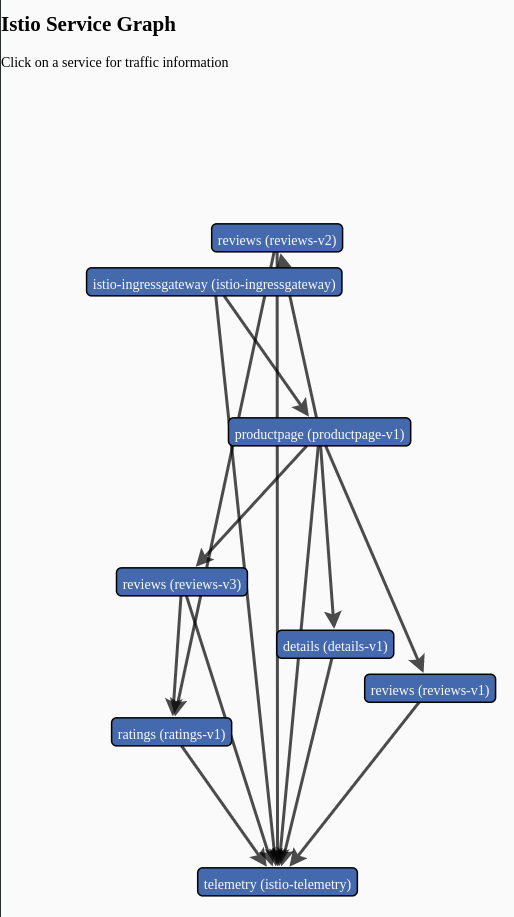 Istio Service Graph
Click on a service for traffic information
reviews (reviews-v2)
istio-ingressgateway (istio-ingressgateway)
productpage (productpage-v1)
reviews (reviews-v3)
details (details-v1)
reviews (reviews-v1)
ratings (ratings-v1)
telemetry (istio-telemetry)